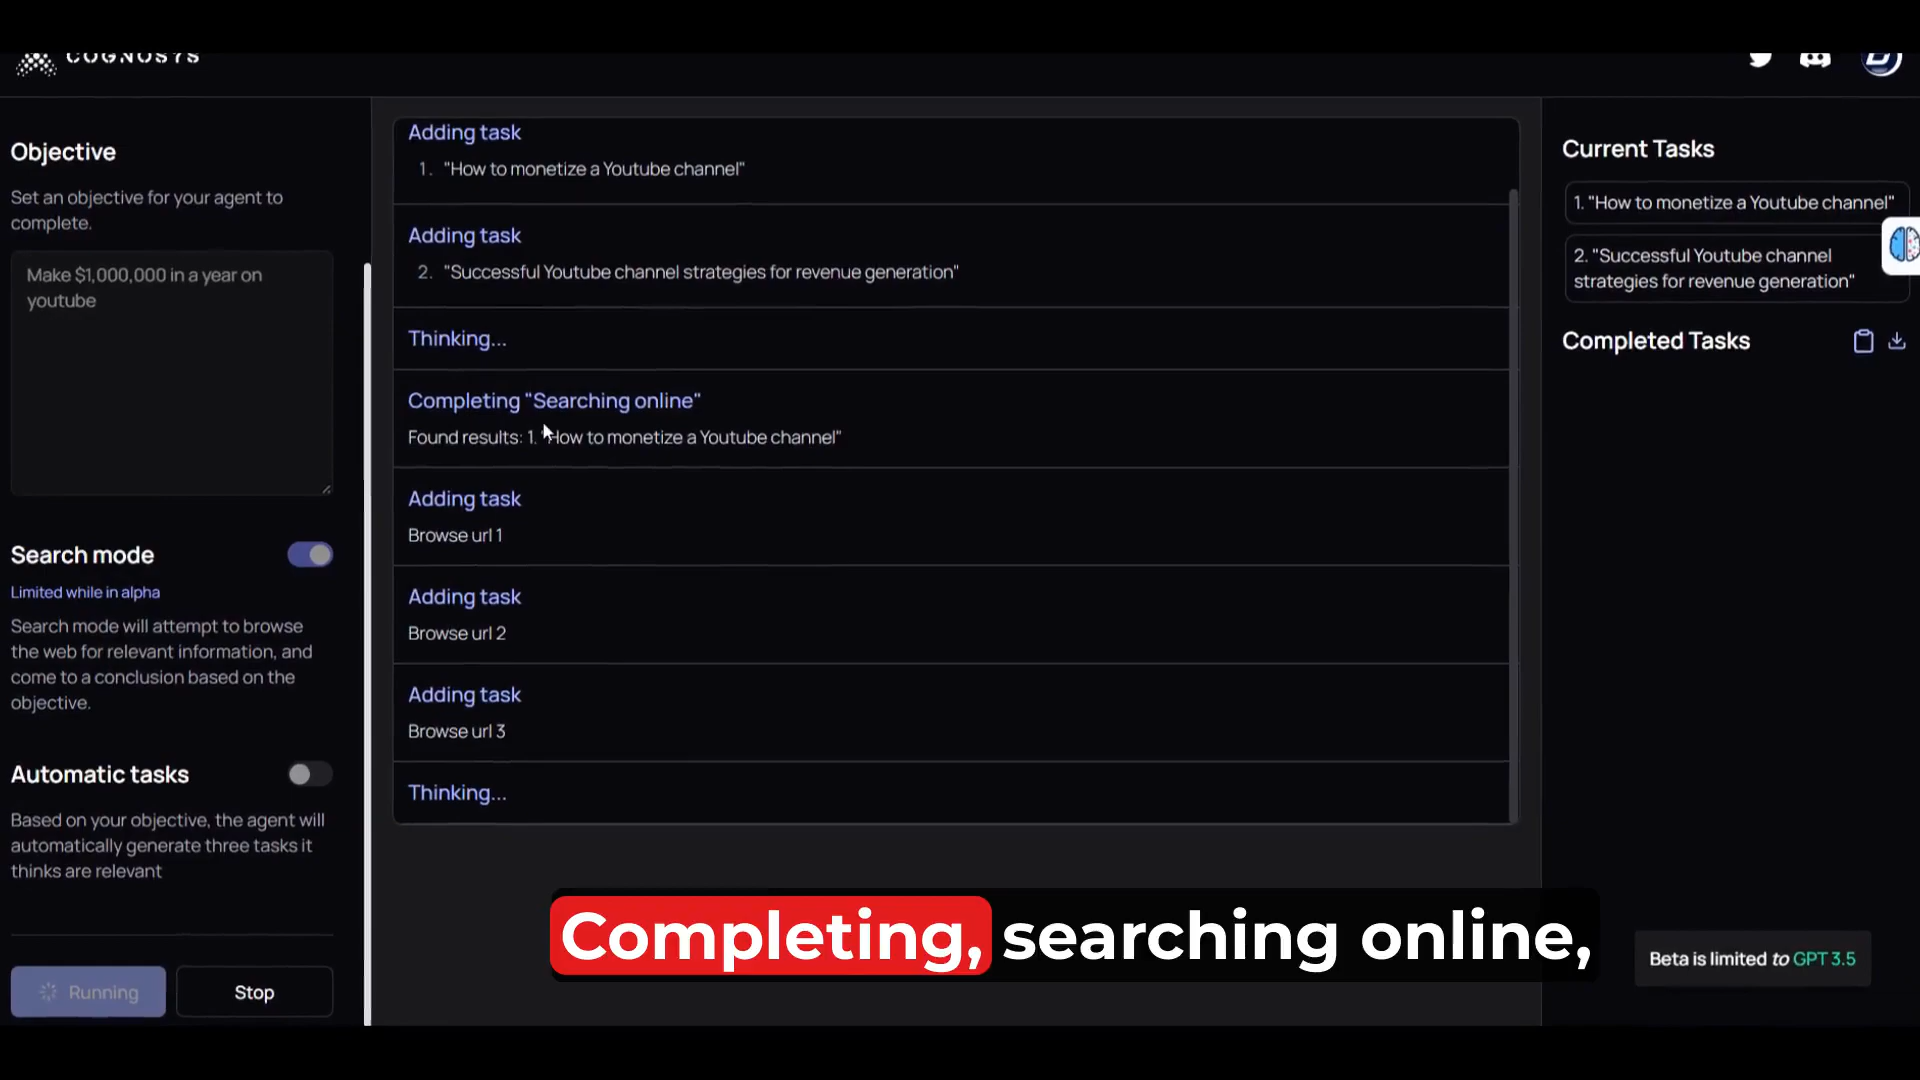 COGNOSYS
Objective
Set an objective for your agent to
complete.
Make $1,000,000 in a year on
youtube
Search mode
Limited while in alpha
Search mode will attempt to browse
the web for relevant information, and
come to a conclusion based on the
objective.
Automatic tasks
Based on your objective, the agent will
automatically generate three tasks it
thinks are relevant
Running
Stop
Adding task
1. "How to monetize a Youtube channel"
Adding task
2. "Successful Youtube channel strategies for revenue generation"
Thinking...
Completing "Searching online"
Found results: 1. "How to monetize a Youtube channel"
Adding task
Browse url 1
Adding task
Browse url 2
Adding task
Browse url 3
Thinking...
Current Tasks
1. "How to monetize a Youtube channel"
2. "Successful Youtube channel
strategies for revenue generation"
Completed Tasks
Completing, searching online,
Beta is limited to GPT 3.5